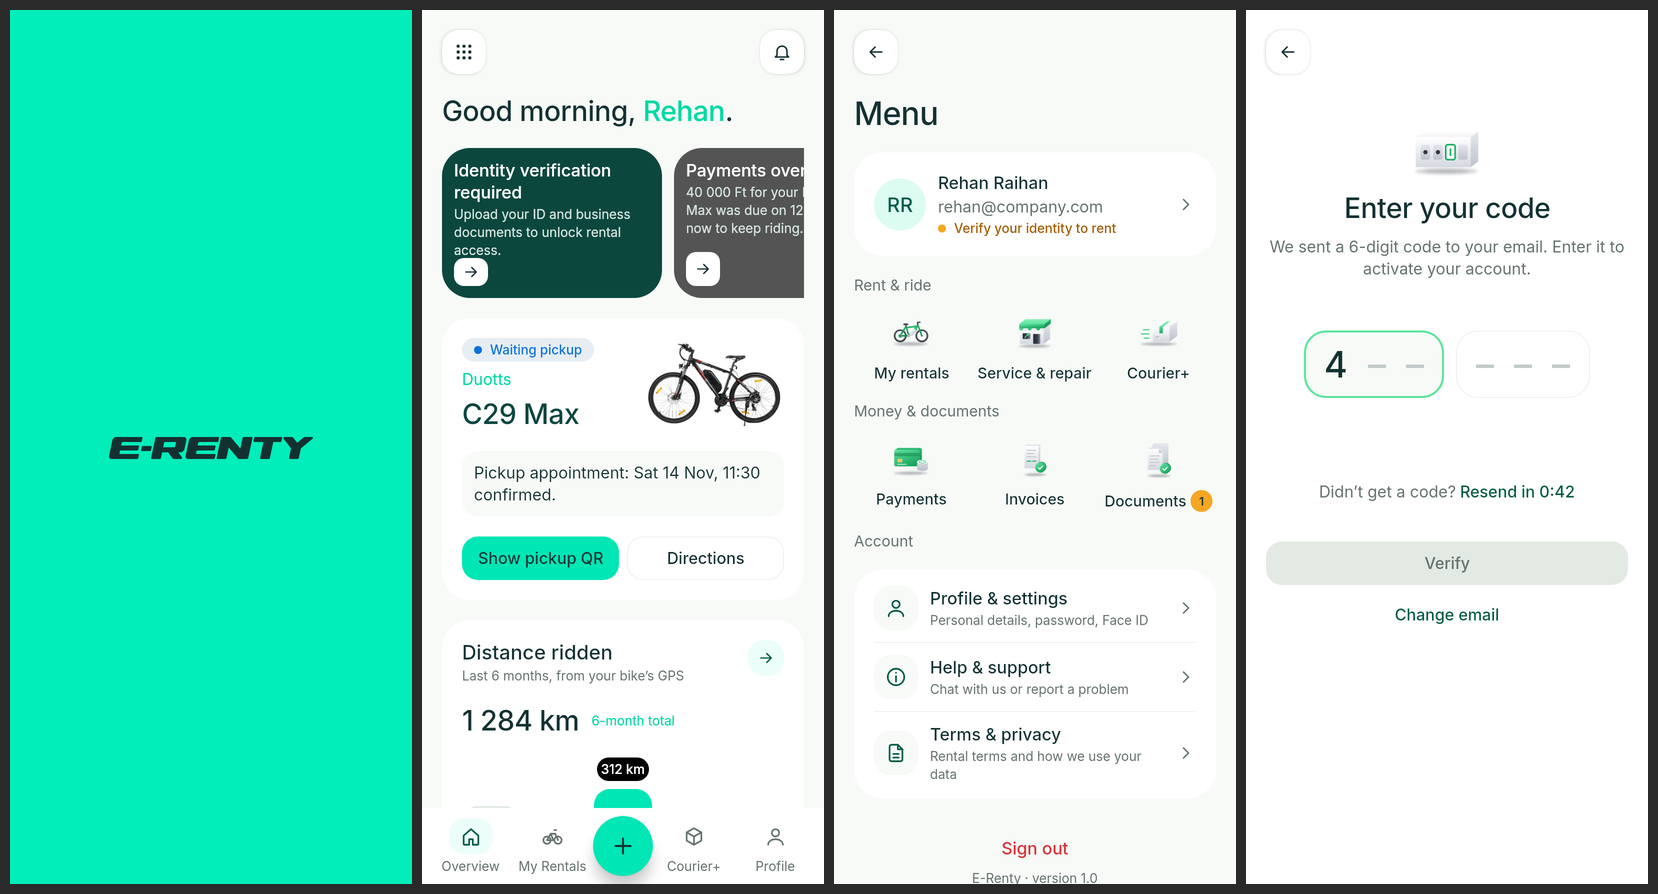 E-RENTY
Good morning, Rehan.
Identity verification
required
Upload your ID and business
documents to unlock rental
access.
Payments over
40 000 Ft for your
Max was due on 12
now to keep riding.
Waiting pickup
Duotts
C29 Max
Pickup appointment: Sat 14 Nov, 11:30
confirmed.
Show pickup QR
Directions
Distance ridden
Last 6 months, from your bike's GPS
1 284 km 6-month total
312 km
Overview
My Rentals
Courier+
Profile
Menu
RR
Rehan Raihan
rehan@company.com
Verify your identity to rent
Rent & ride
My rentals
Service & repair
Courier+
Money & documents
Payments
Invoices
Documents 1
Account
Profile & settings
Personal details, password, Face ID
Help & support
Chat with us or report a problem
Terms & privacy
Rental terms and how we use your
data
Sign out
E-Renty · version 1.0
Enter your code
We sent a 6-digit code to your email. Enter it to
activate your account.
4
Didn't get a code? Resend in 0:42
Verify
Change email